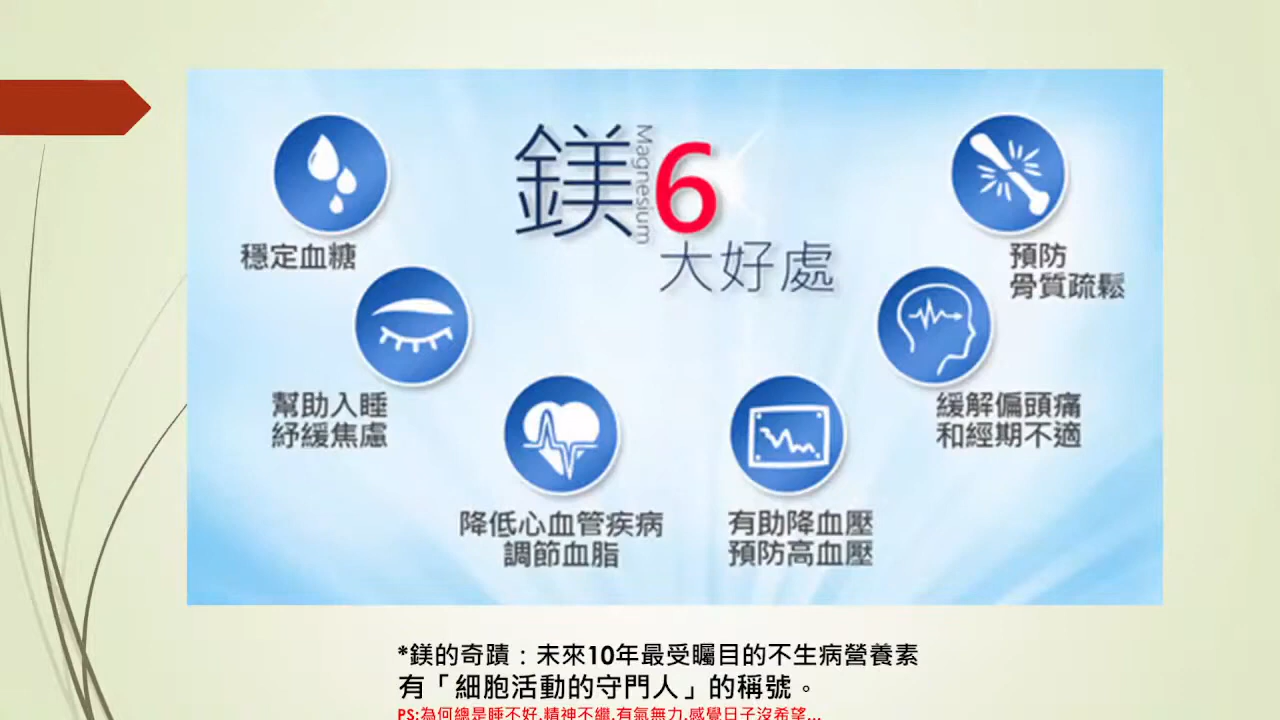 鎂
Magnesium
6
大好處
穩定血糖
預防
骨質疏鬆
幫助入睡
紓緩焦慮
緩解偏頭痛
和經期不適
降低心血管疾病
調節血脂
有助降血壓
預防高血壓
*鎂的奇蹟：未來10年最受矚目的不生病營養素
有「細胞活動的守門人」的稱號。
PS:為何總是睡不好,精神不繼,有氣無力,感覺日子沒希望...